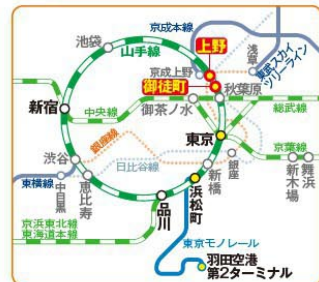 京成本線
上野
池袋
山手線
京成上野
浅草
東武スカイ
ツリーライン
御徒町
秋葉原
新宿
中央線
御茶ノ水
総武線
東京
銀座線
京葉線
渋谷
日比谷線
銀座
新橋
新木場
舞浜
東横線
中目黒
恵比寿
浜松町
品川
京浜東北線
東海道本線
東京モノレール
羽田空港
第2ターミナル